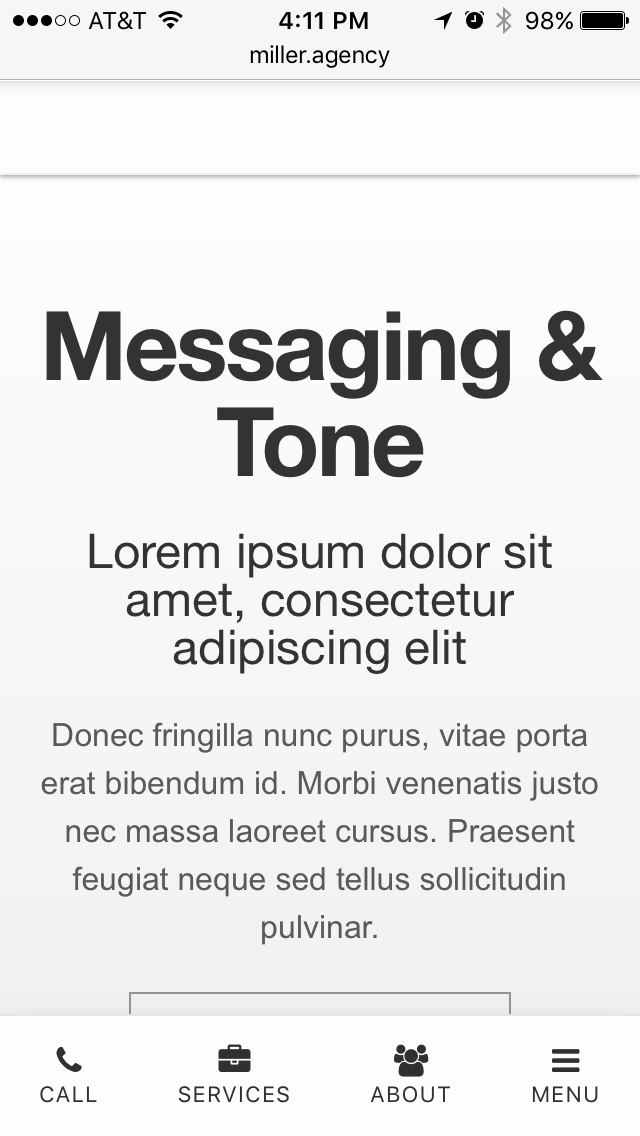 AT&T 4:11 PM 98%
miller.agency
Messaging &
Tone
Lorem ipsum dolor sit
amet, consectetur
adipiscing elit
Donec fringilla nunc purus, vitae porta
erat bibendum id. Morbi venenatis justo
nec massa laoreet cursus. Praesent
feugiat neque sed tellus sollicitudin
pulvinar.
CALL SERVICES ABOUT MENU